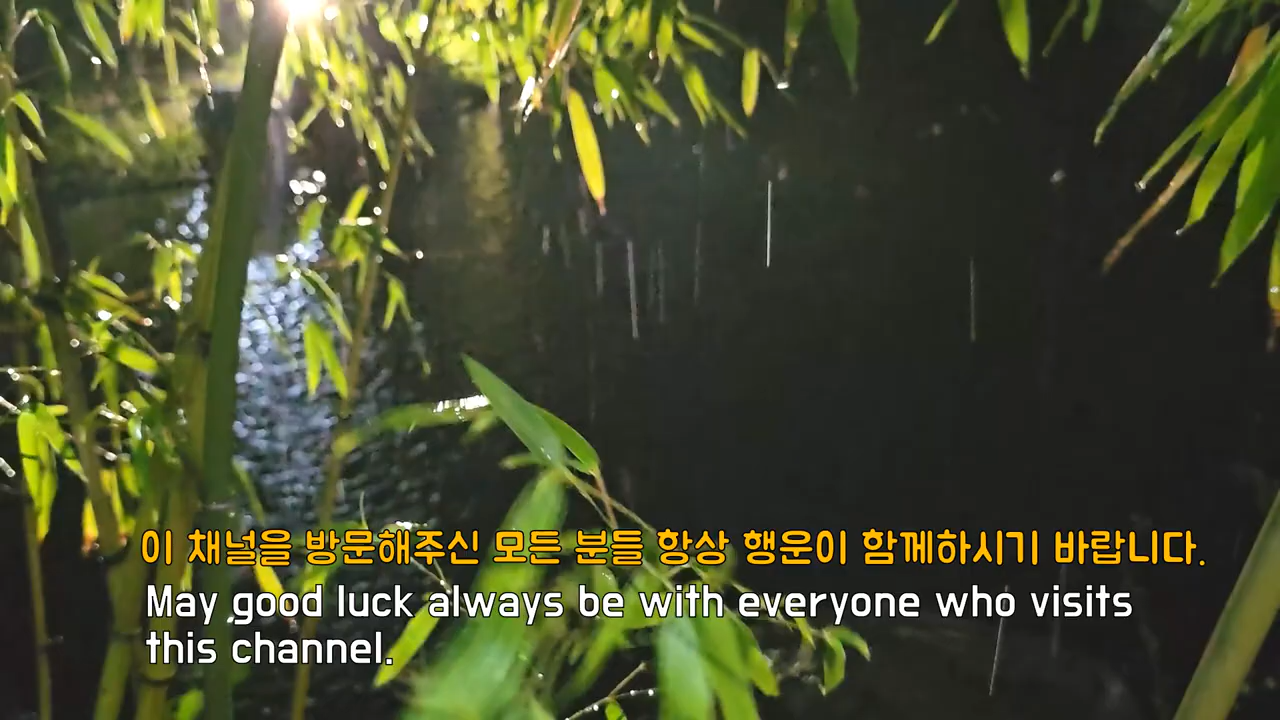 이 채널을 방문해주신 모든 분들 항상 행운이 함께하시기 바랍니다.
May good luck always be with everyone who visits
this channel.